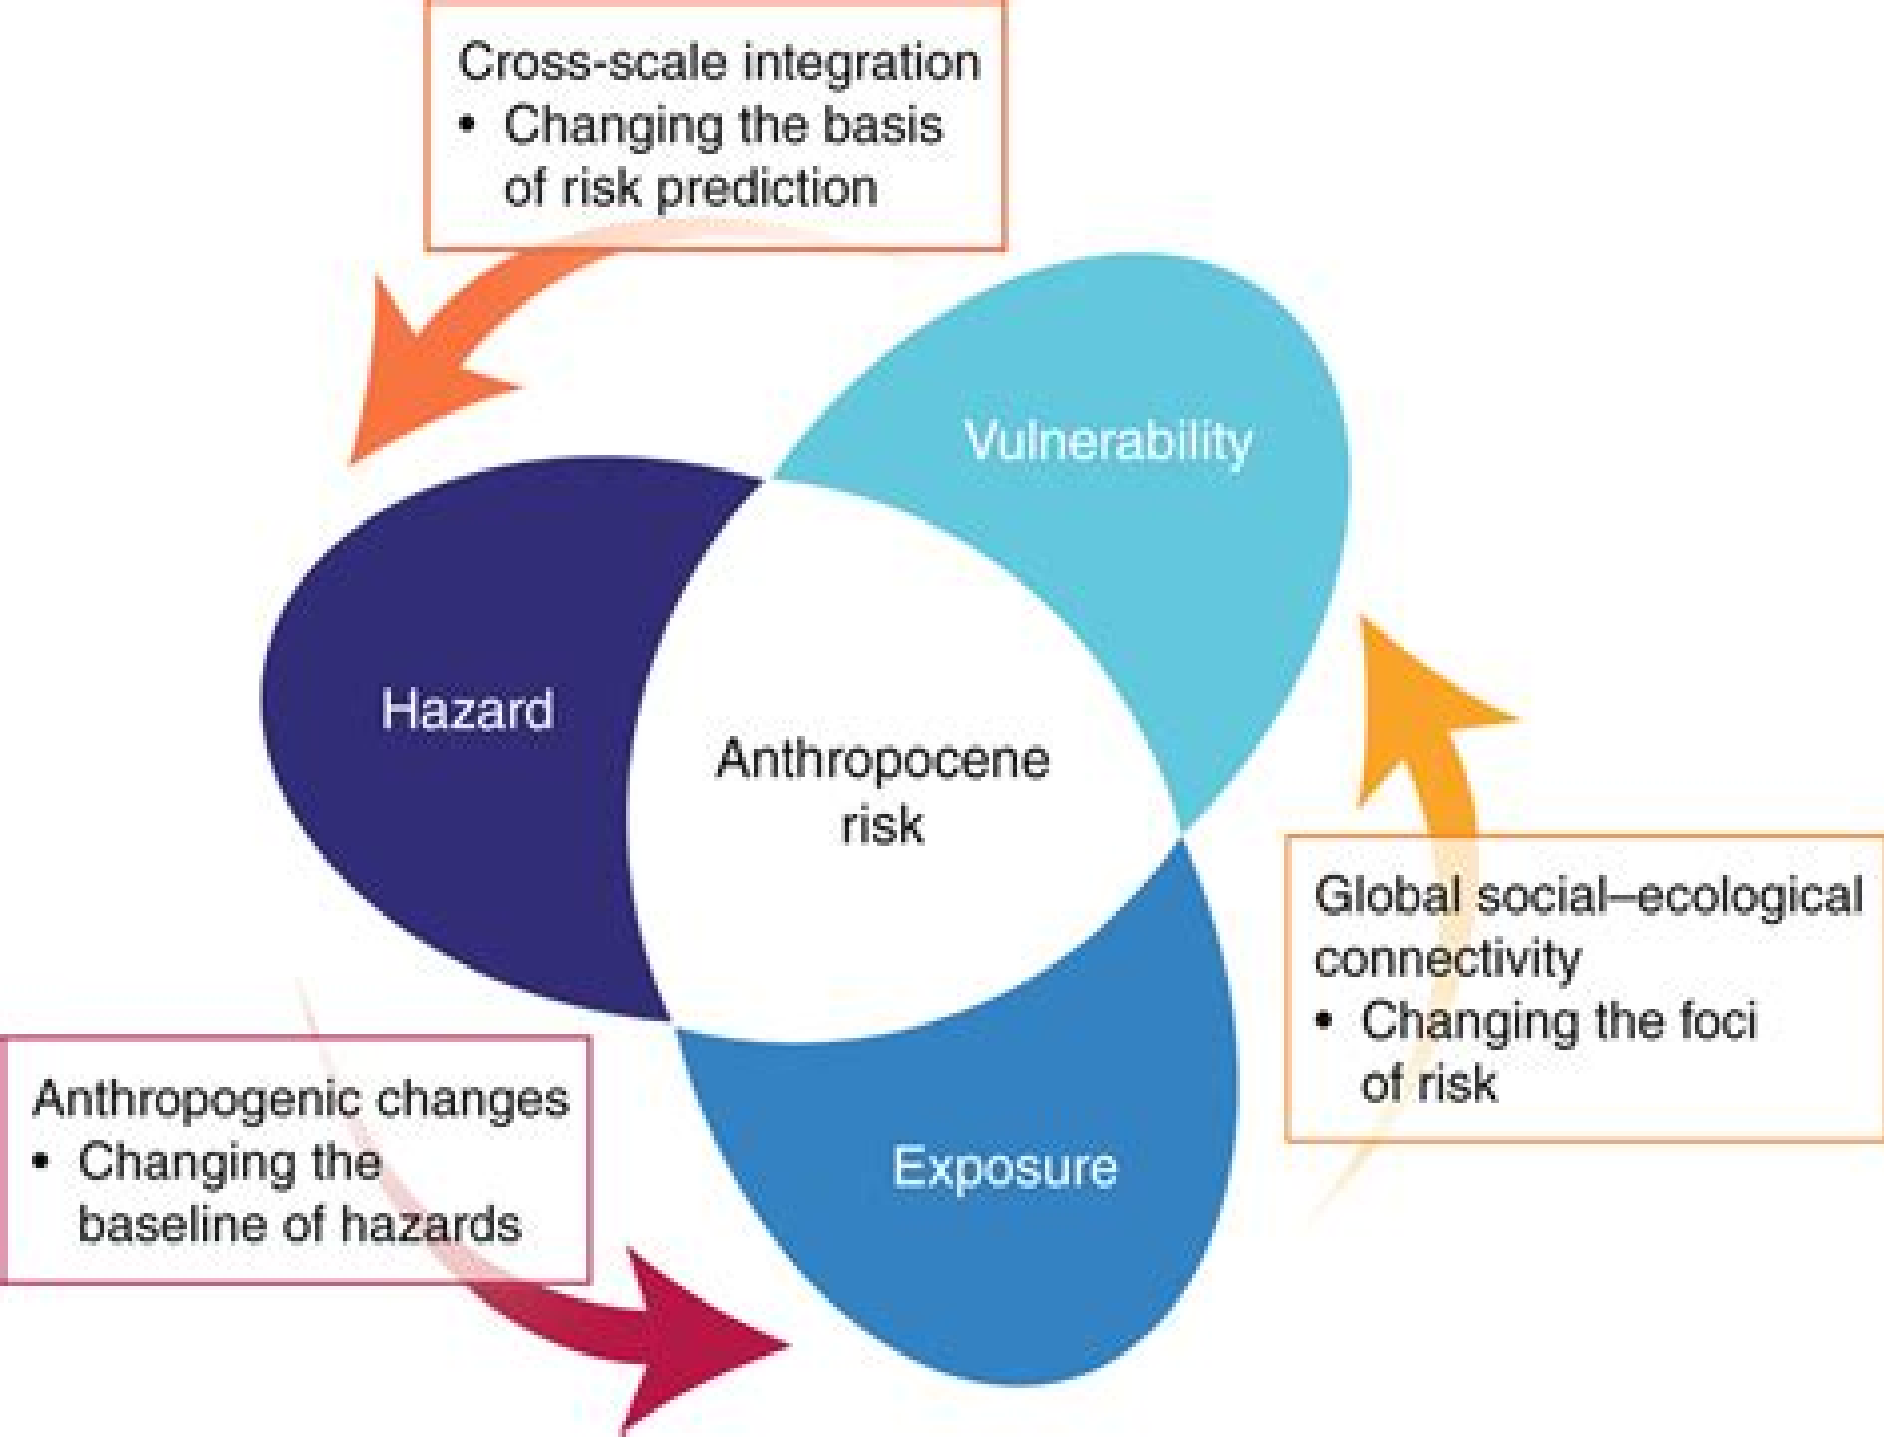 Cross-scale integration
• Changing the basis
of risk prediction
Vulnerability
Hazard
Anthropocene
risk
Global social–ecological
connectivity
• Changing the foci
of risk
Anthropogenic changes
• Changing the
baseline of hazards
Exposure